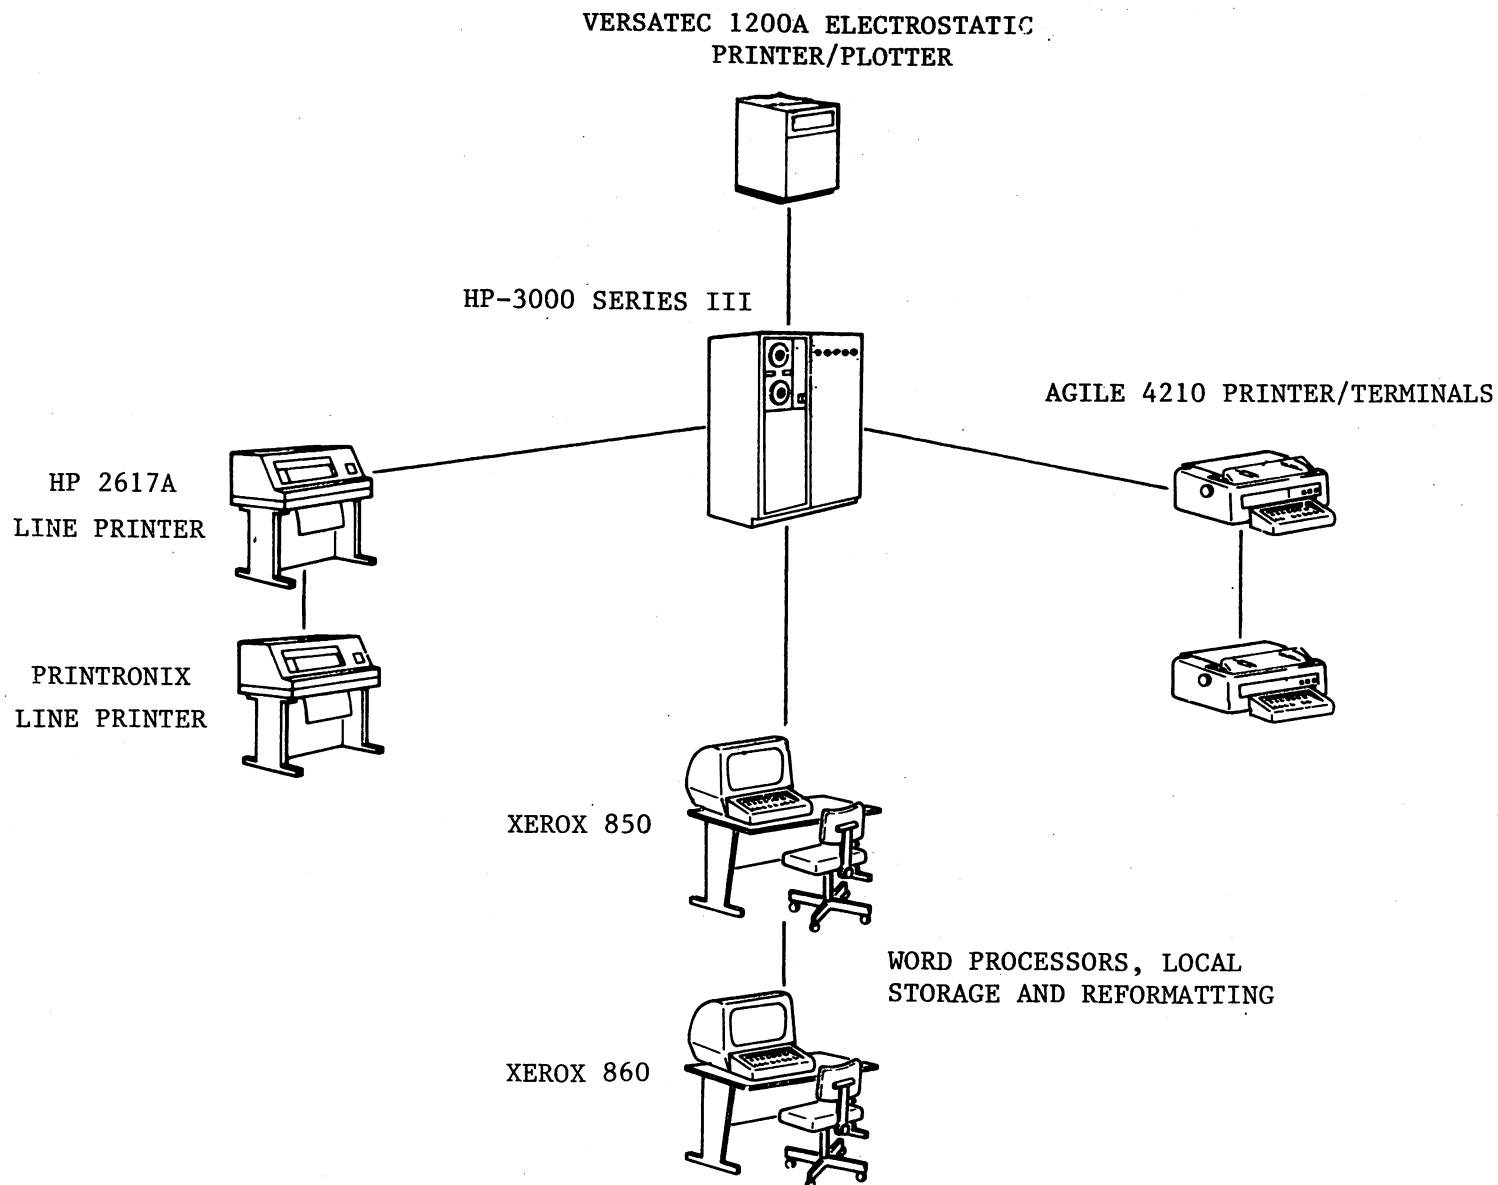 VERSATEC 1200A ELECTROSTATIC
PRINTER/PLOTTER
HP-3000 SERIES III
AGILE 4210 PRINTER/TERMINALS
HP 2617A
LINE PRINTER
PRINTRONIX
LINE PRINTER
XEROX 850
WORD PROCESSORS, LOCAL
STORAGE AND REFORMATTING
XEROX 860